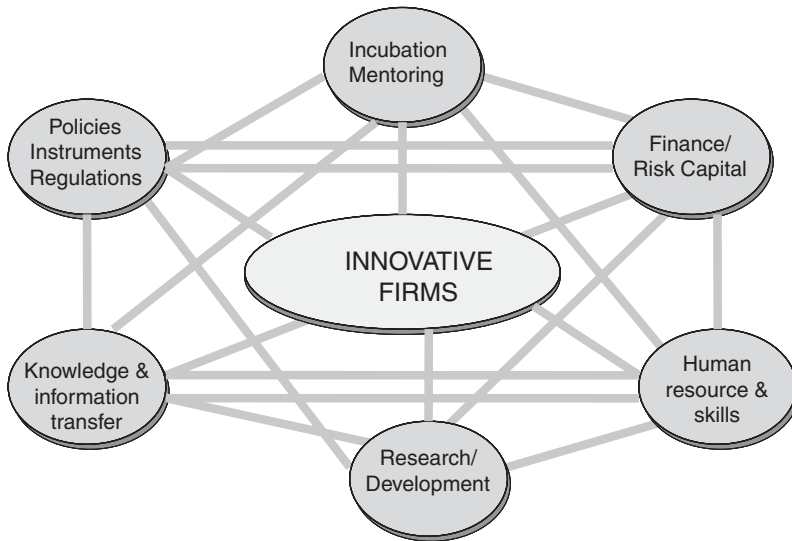 Incubation
Mentoring
Policies
Instruments
Regulations
Finance/
Risk Capital
INNOVATIVE
FIRMS
Knowledge &
information
transfer
Human
resource &
skills
Research/
Development